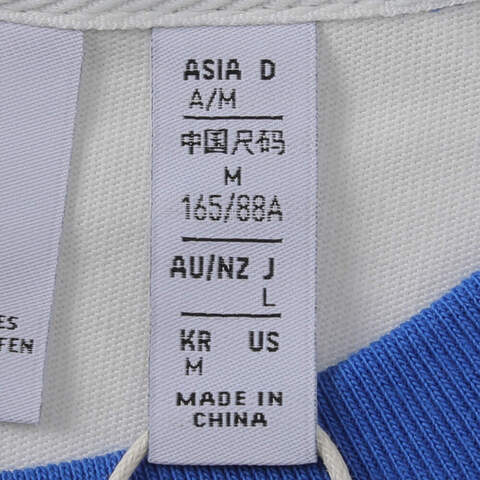 ASIA D
A/M
中国尺码
M
165/88A
AU/NZ J
L
KR US
M
MADE IN
CHINA
ES
FEN